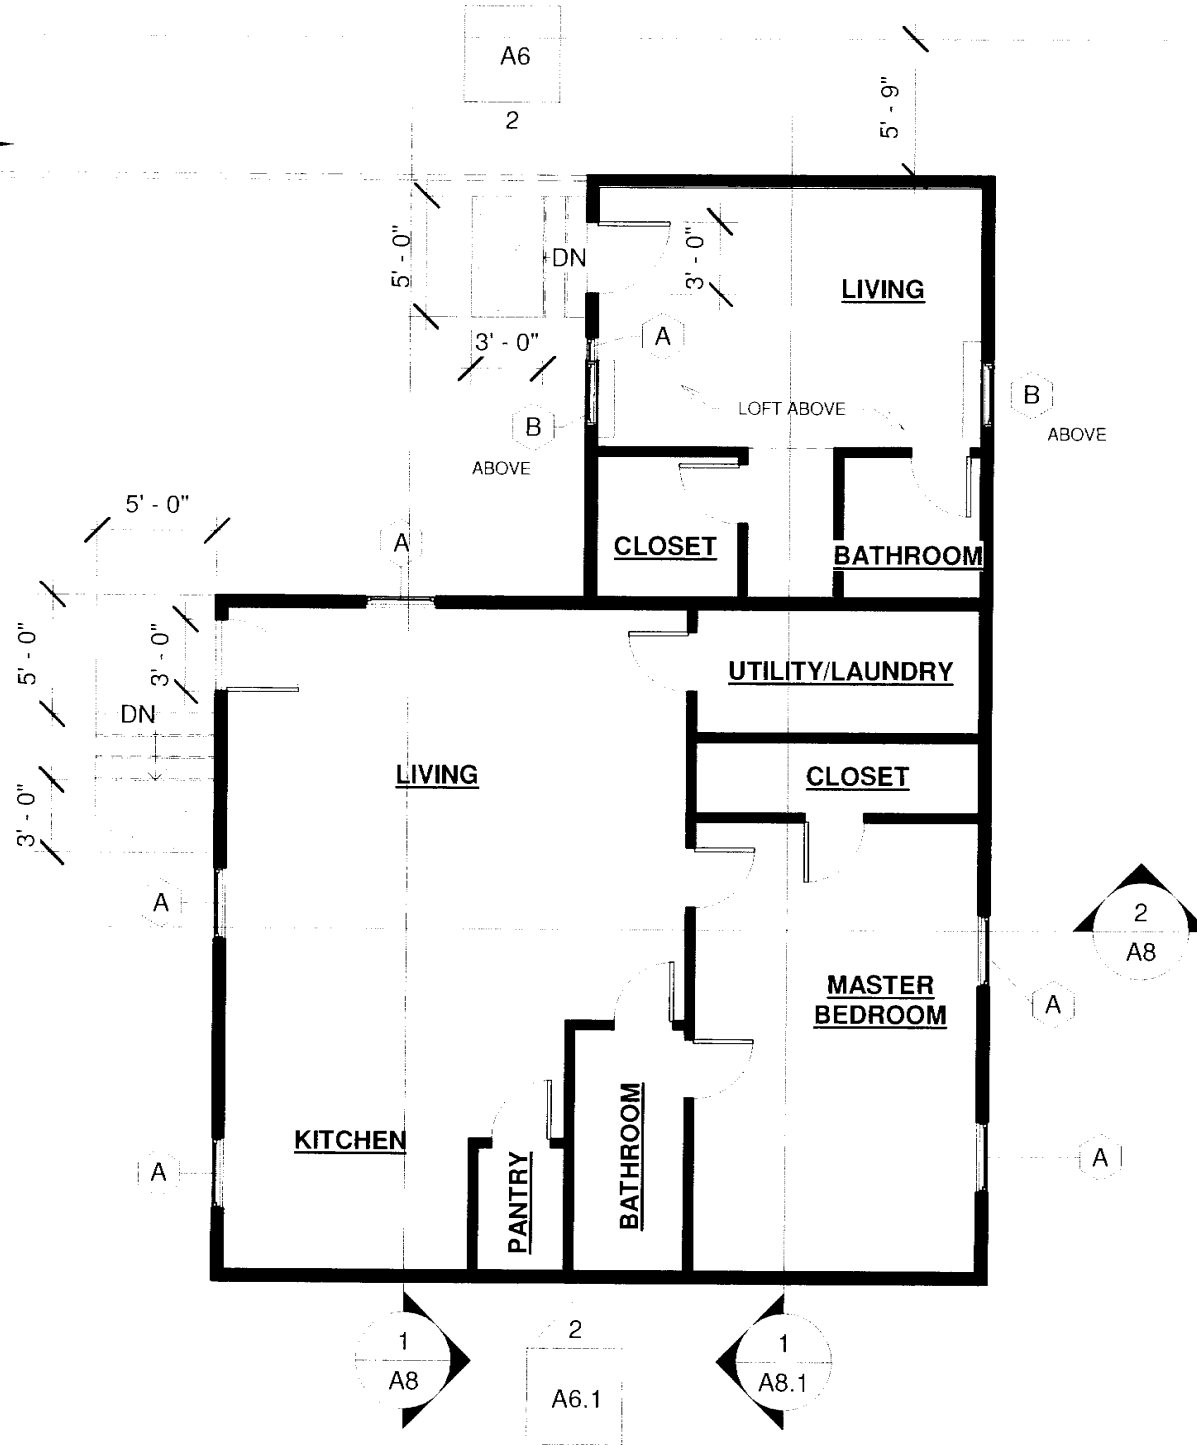 A6
2
5' - 9"
5' - 0"
DN
3' - 0"
LIVING
3' - 0"
A
B
LOFT ABOVE
B
ABOVE
ABOVE
5' - 0"
A
CLOSET
BATHROOM
5' - 0"
3' - 0"
UTILITY/LAUNDRY
DN
LIVING
CLOSET
3' - 0"
A
2
A8
MASTER
BEDROOM
A
KITCHEN
PANTRY
BATHROOM
A
A
1
A8
2
A6.1
1
A8.1